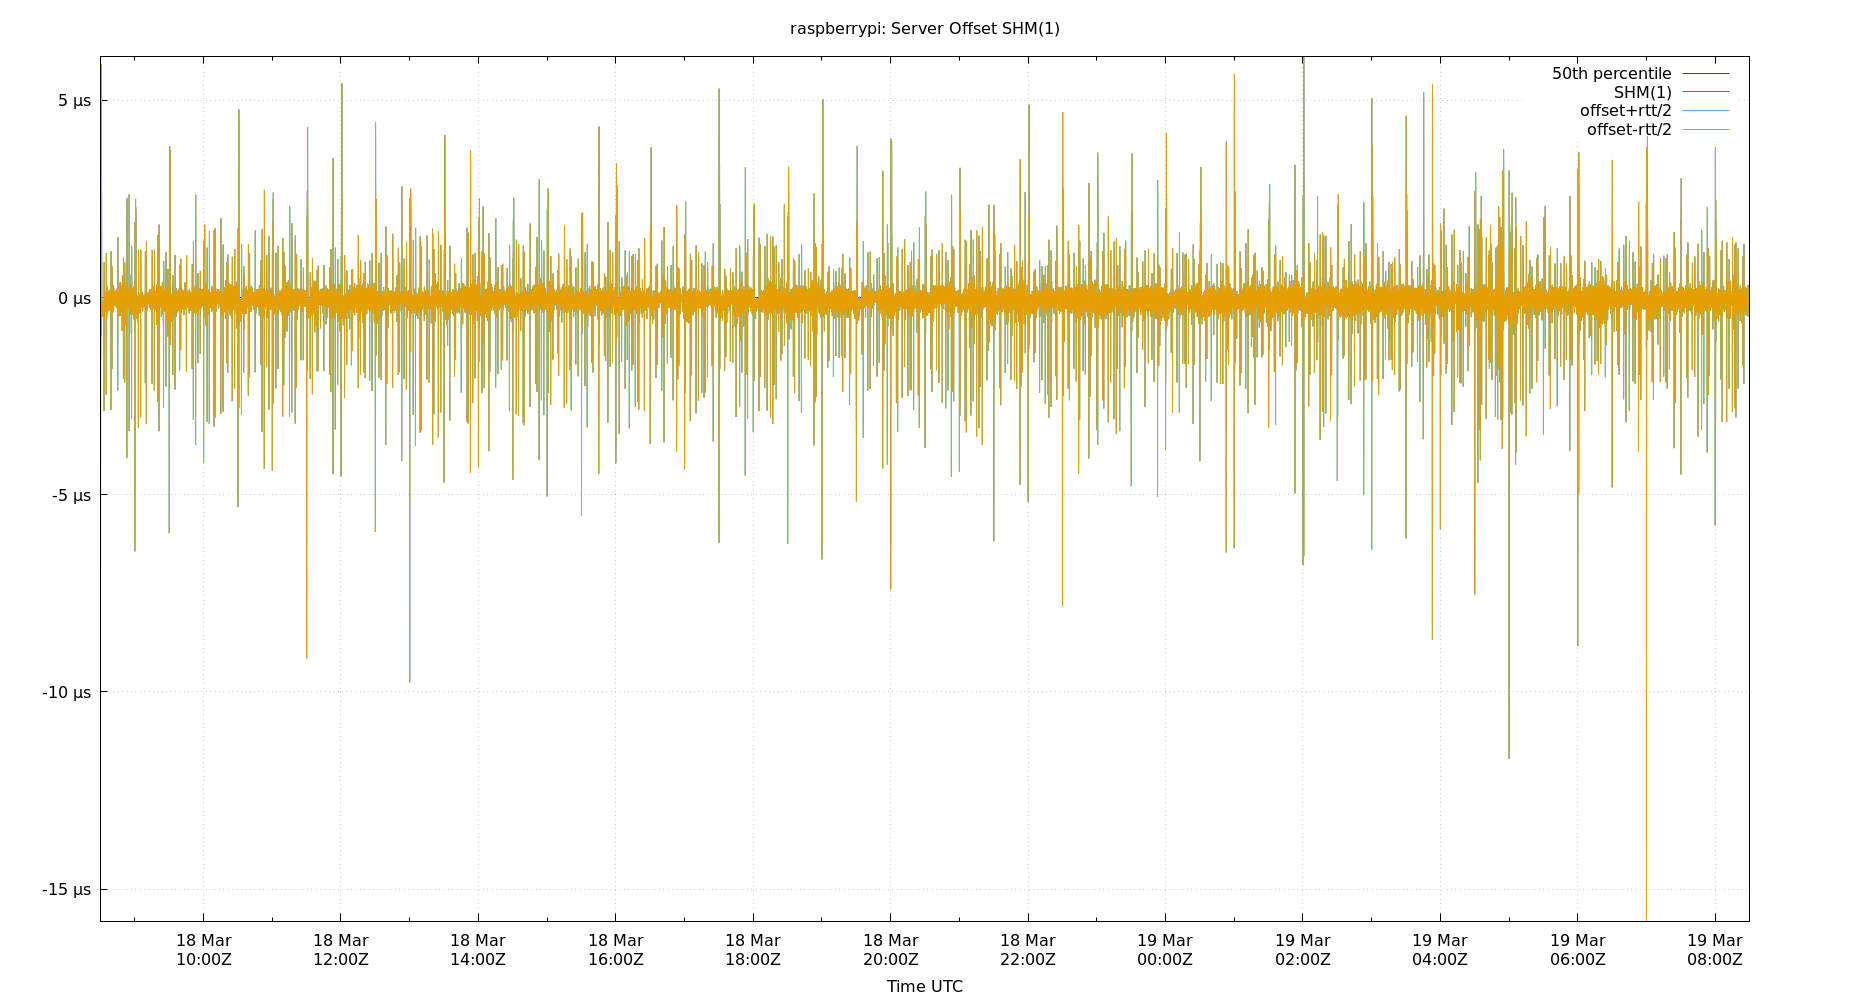 raspberrypi: Server Offset SHM(1)
50th percentile
SHM(1)
offset+rtt/2
offset-rtt/2
5 µs
0 µs
-5 µs
-10 µs
-15 µs
18 Mar 18 Mar 18 Mar 18 Mar 18 Mar 18 Mar 18 Mar 19 Mar 19 Mar 19 Mar 19 Mar 19 Mar
10:00Z 12:00Z 14:00Z 16:00Z 18:00Z 20:00Z 22:00Z 00:00Z 02:00Z 04:00Z 06:00Z 08:00Z
Time UTC